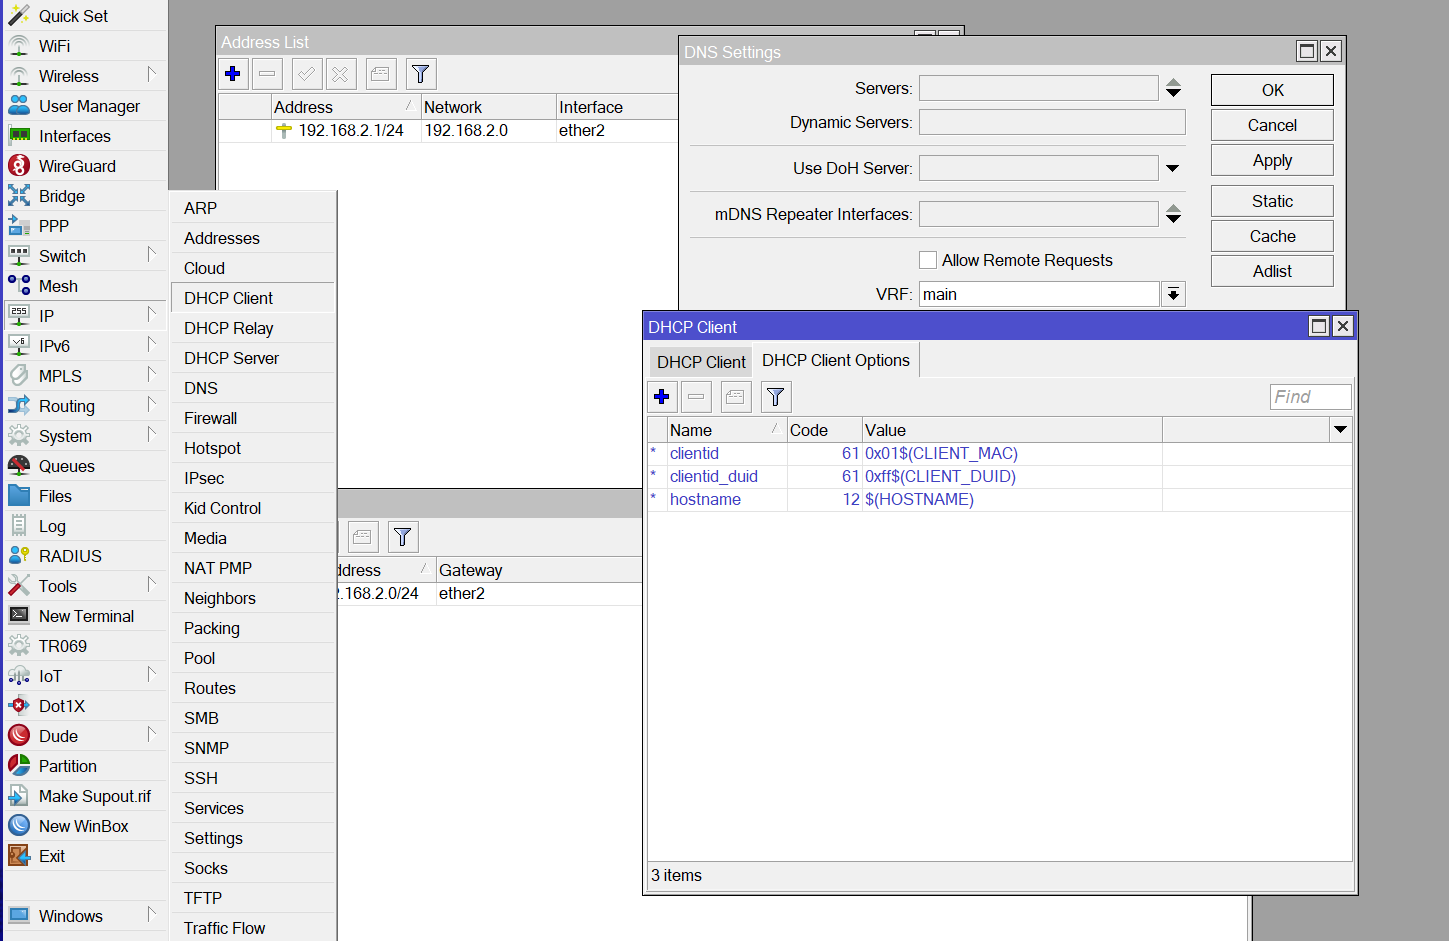 Quick Set
WiFi
Wireless
User Manager
Interfaces
WireGuard
Bridge
PPP
Switch
Mesh
IP
IPv6
MPLS
Routing
System
Queues
Files
Log
RADIUS
Tools
New Terminal
TR069
IoT
Dot1X
Dude
Partition
Make Supout.rif
New WinBox
Exit
Windows
ARP
Addresses
Cloud
DHCP Client
DHCP Relay
DHCP Server
DNS
Firewall
Hotspot
IPsec
Kid Control
Media
NAT PMP
Neighbors
Packing
Pool
Routes
SMB
SNMP
SSH
Services
Settings
Socks
TFTP
Traffic Flow
Address List
Address Network Interface
192.168.2.1/24 192.168.2.0 ether2
ddress Gateway
.168.2.0/24 ether2
DNS Settings
Servers:
Dynamic Servers:
Use DoH Server:
mDNS Repeater Interfaces:
Allow Remote Requests
VRF: main
OK
Cancel
Apply
Static
Cache
Adlist
DHCP Client
DHCP Client DHCP Client Options
Find
Name Code Value
* clientid 61 0x01$(CLIENT_MAC)
* clientid_duid 61 0xff$(CLIENT_DUID)
* hostname 12 $(HOSTNAME)
3 items